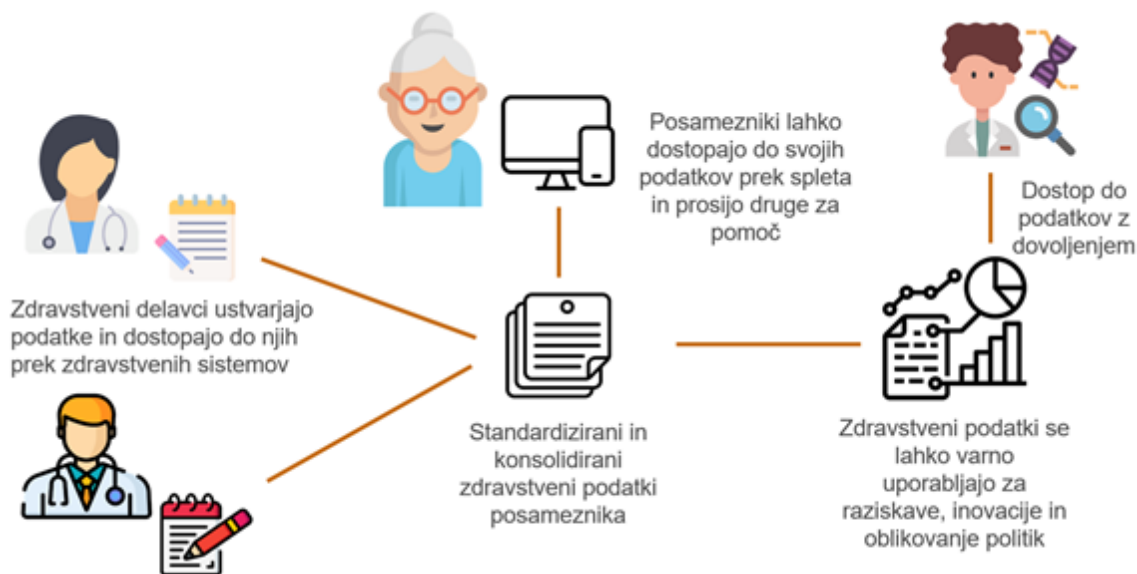 Zdravstveni delavci ustvarjajo
podatke in dostopajo do njih
prek zdravstvenih sistemov
Posamezniki lahko
dostopajo do svojih
podatkov prek spleta
in prosijo druge za
pomoč
Dostop do
podatkov z
dovoljenjem
Standardizirani in
konsolidirani
zdravstveni podatki
posameznika
Zdravstveni podatki se
lahko varno
uporabljajo za
raziskave, inovacije in
oblikovanje politik